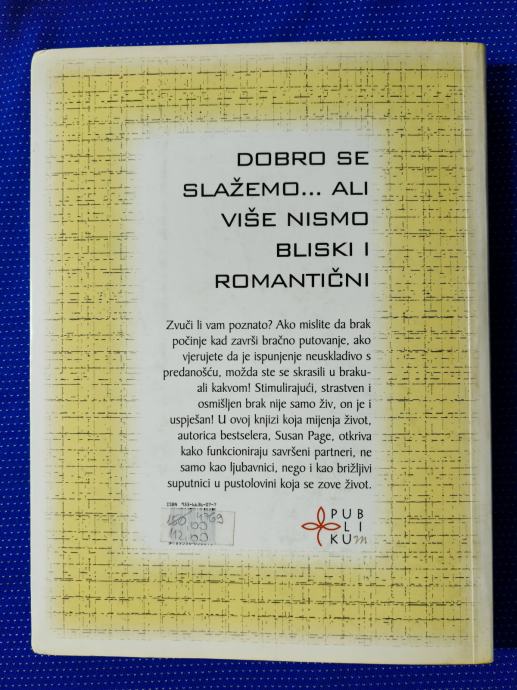 DOBRO SE
SLAŽEMO... ALI
VIŠE NISMO
BLISKI I
ROMANTIČNI
Zvuči li vam poznato? Ako mislite da brak
počinje kad završi bračno putovanje, ako
vjerujete da je ispunjenje neuskladivo s
predanošću, možda ste se skrasili u braku-
ali kakvom! Stimulirajući, strastven i
osmišljen brak nije samo živ, on je i
uspješan! U ovoj knjizi koja mijenja život,
autorica bestselera, Susan Page, otkriva
kako funkcioniraju savršeni partneri, ne
samo kao ljubavnici, nego i kao brižljivi
suputnici u pustolovini koja se zove život.
ISBN
112,00
PUB
LI
KUm